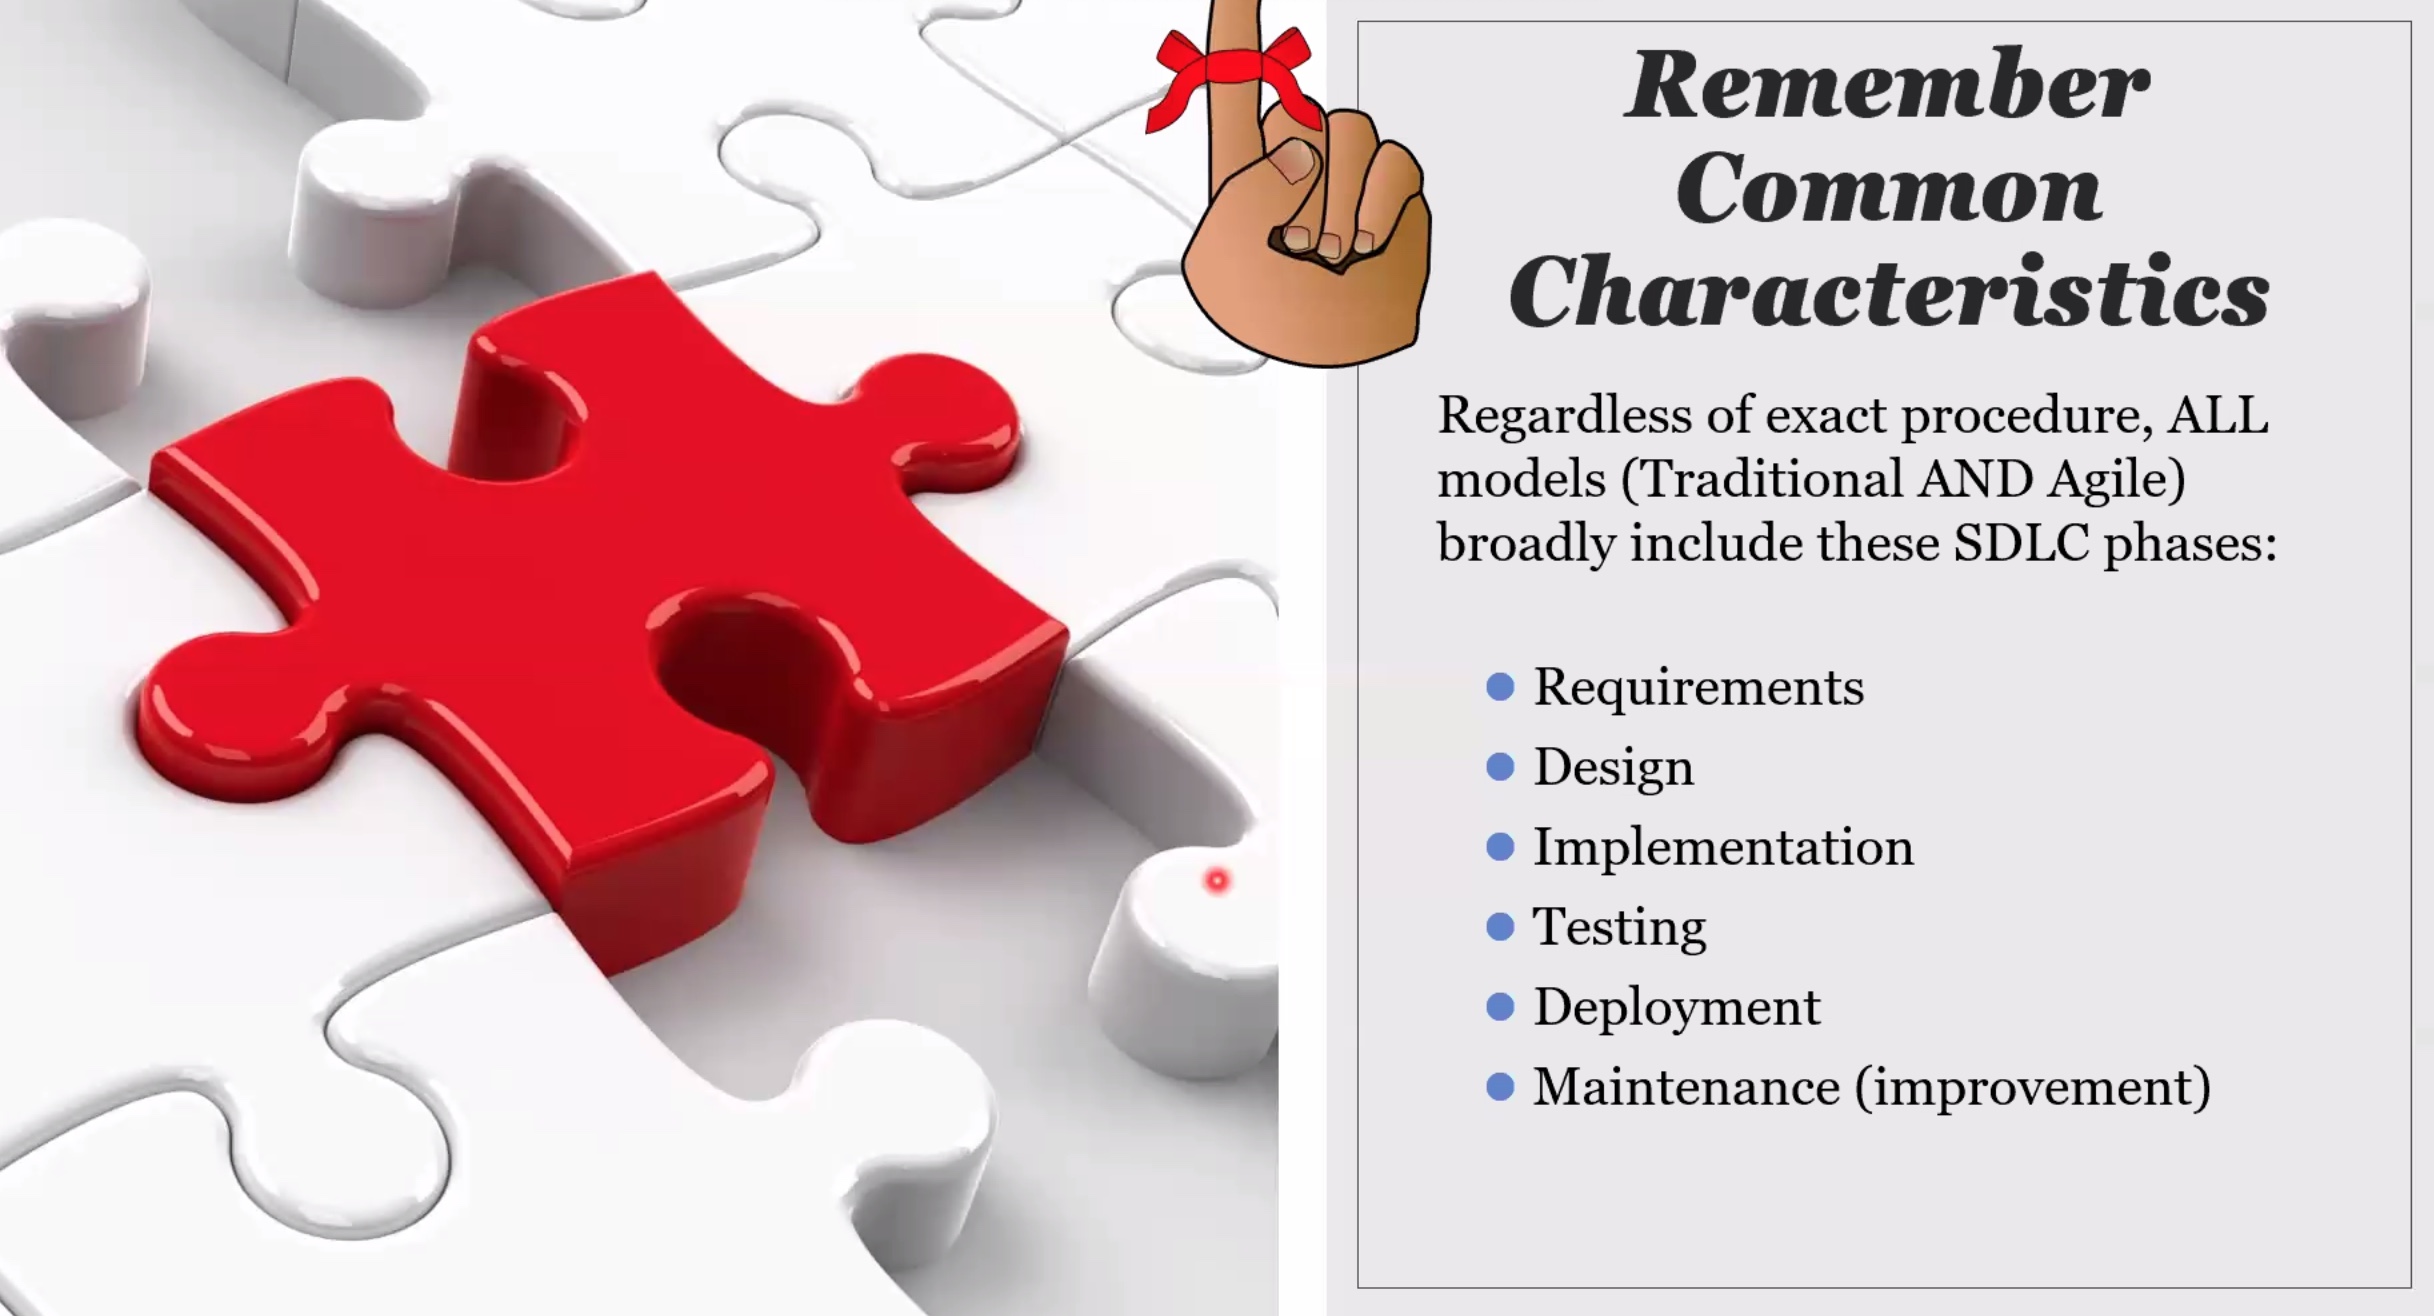 Remember
Common
Characteristics
Regardless of exact procedure, ALL
models (Traditional AND Agile)
broadly include these SDLC phases:
Requirements
Design
Implementation
Testing
Deployment
Maintenance (improvement)